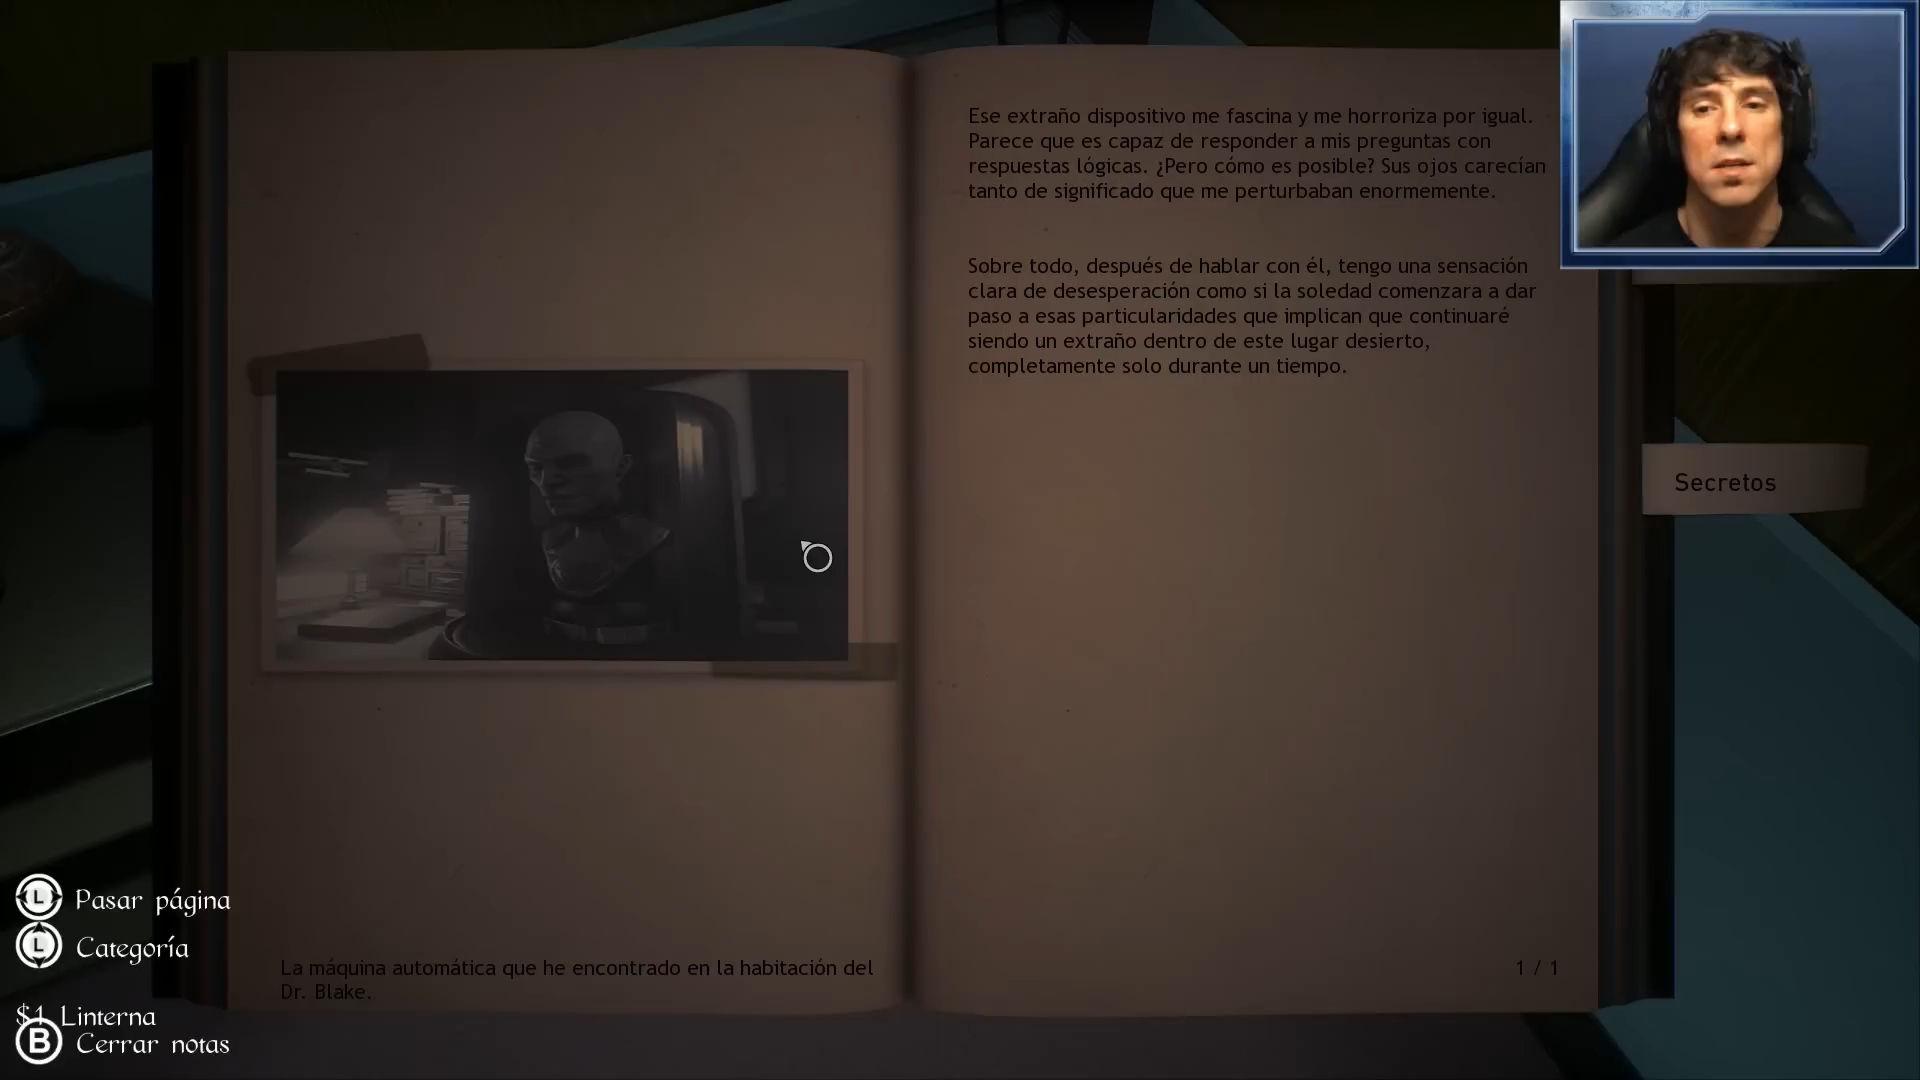 Ese extraño dispositivo me fascina y me horroriza por igual.
Parece que es capaz de responder a mis preguntas con
respuestas lógicas. ¿Pero cómo es posible? Sus ojos carecían
tanto de significado que me perturbaban enormemente.
Sobre todo, después de hablar con él, tengo una sensación
clara de desesperación como si la soledad comenzara a dar
paso a esas particularidades que implican que continuaré
siendo un extraño dentro de este lugar desierto,
completamente solo durante un tiempo.
Secretos
L Pasar página
L Categoría
La máquina automática que he encontrado en la habitación del
Dr. Blake.
1 / 1
$1 Linterna
B Cerrar notas